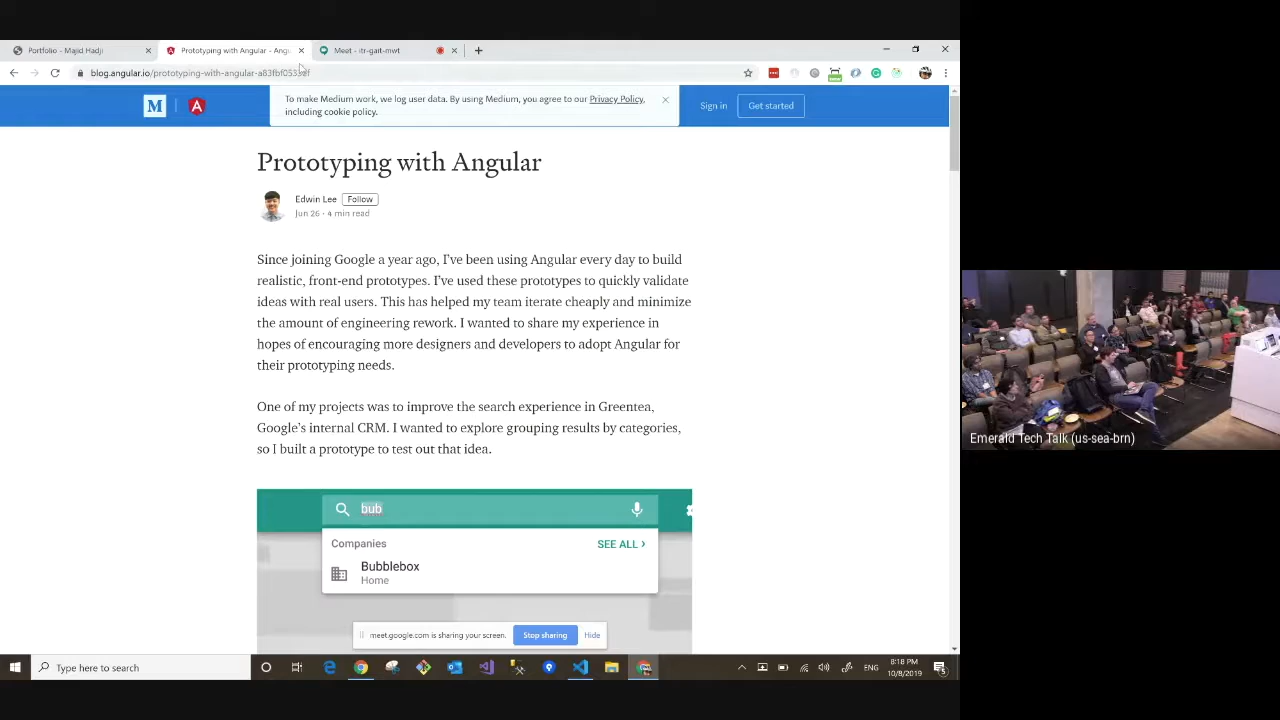 Portfolio - Majid Hadji
Prototyping with Angular - Angu
Meet - itr-gait-mwt
blog.angular.io/prototyping-with-angular-a83fbf0533ef
M
A
To make Medium work, we log user data. By using Medium, you agree to our Privacy Policy,
including cookie policy.
Sign in
Get started
Prototyping with Angular
Edwin Lee
Follow
Jun 26 · 4 min read
Since joining Google a year ago, I've been using Angular every day to build
realistic, front-end prototypes. I've used these prototypes to quickly validate
ideas with real users. This has helped my team iterate cheaply and minimize
the amount of engineering rework. I wanted to share my experience in
hopes of encouraging more designers and developers to adopt Angular for
their prototyping needs.
One of my projects was to improve the search experience in Greentea,
Google's internal CRM. I wanted to explore grouping results by categories,
so I built a prototype to test out that idea.
bub
Companies
SEE ALL ›
Bubblebox
Home
meet.google.com is sharing your screen.
Stop sharing
Hide
Emerald Tech Talk (us-sea-brn)
Type here to search
ENG
8:18 PM
10/8/2019